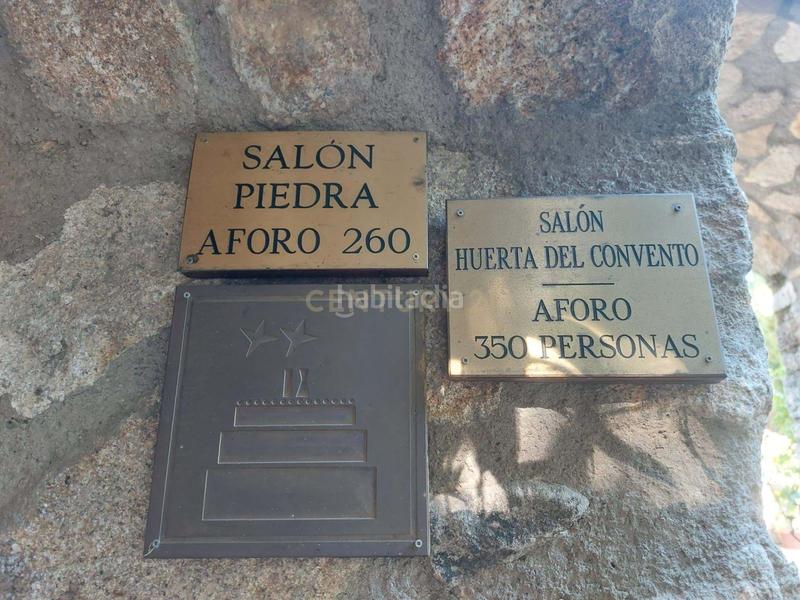 SALÓN
PIEDRA
AFORO 260
SALÓN
HUERTA DEL CONVENTO
AFORO
350 PERSONAS
habitaclia